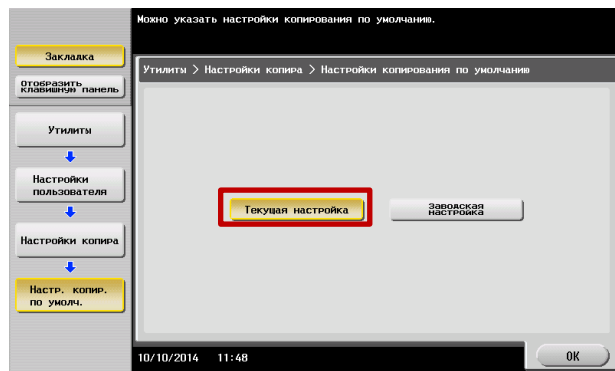 Можно указать настройки копирования по умолчанию.
Закладка
Отобразить
клавишную панель
Утилиты > Настройки копира > Настройки копирования по умолчанию
Утилиты
Настройки
пользователя
Настройки копира
Настр. копир.
по умолч.
Текущая настройка
Заводская
настройка
10/10/2014 11:48
OK